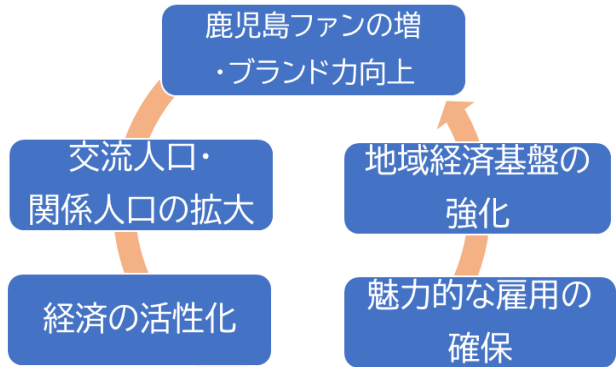 鹿児島ファンの増
・ブランド力向上
交流人口・
関係人口の拡大
地域経済基盤の
強化
経済の活性化
魅力的な雇用の
確保